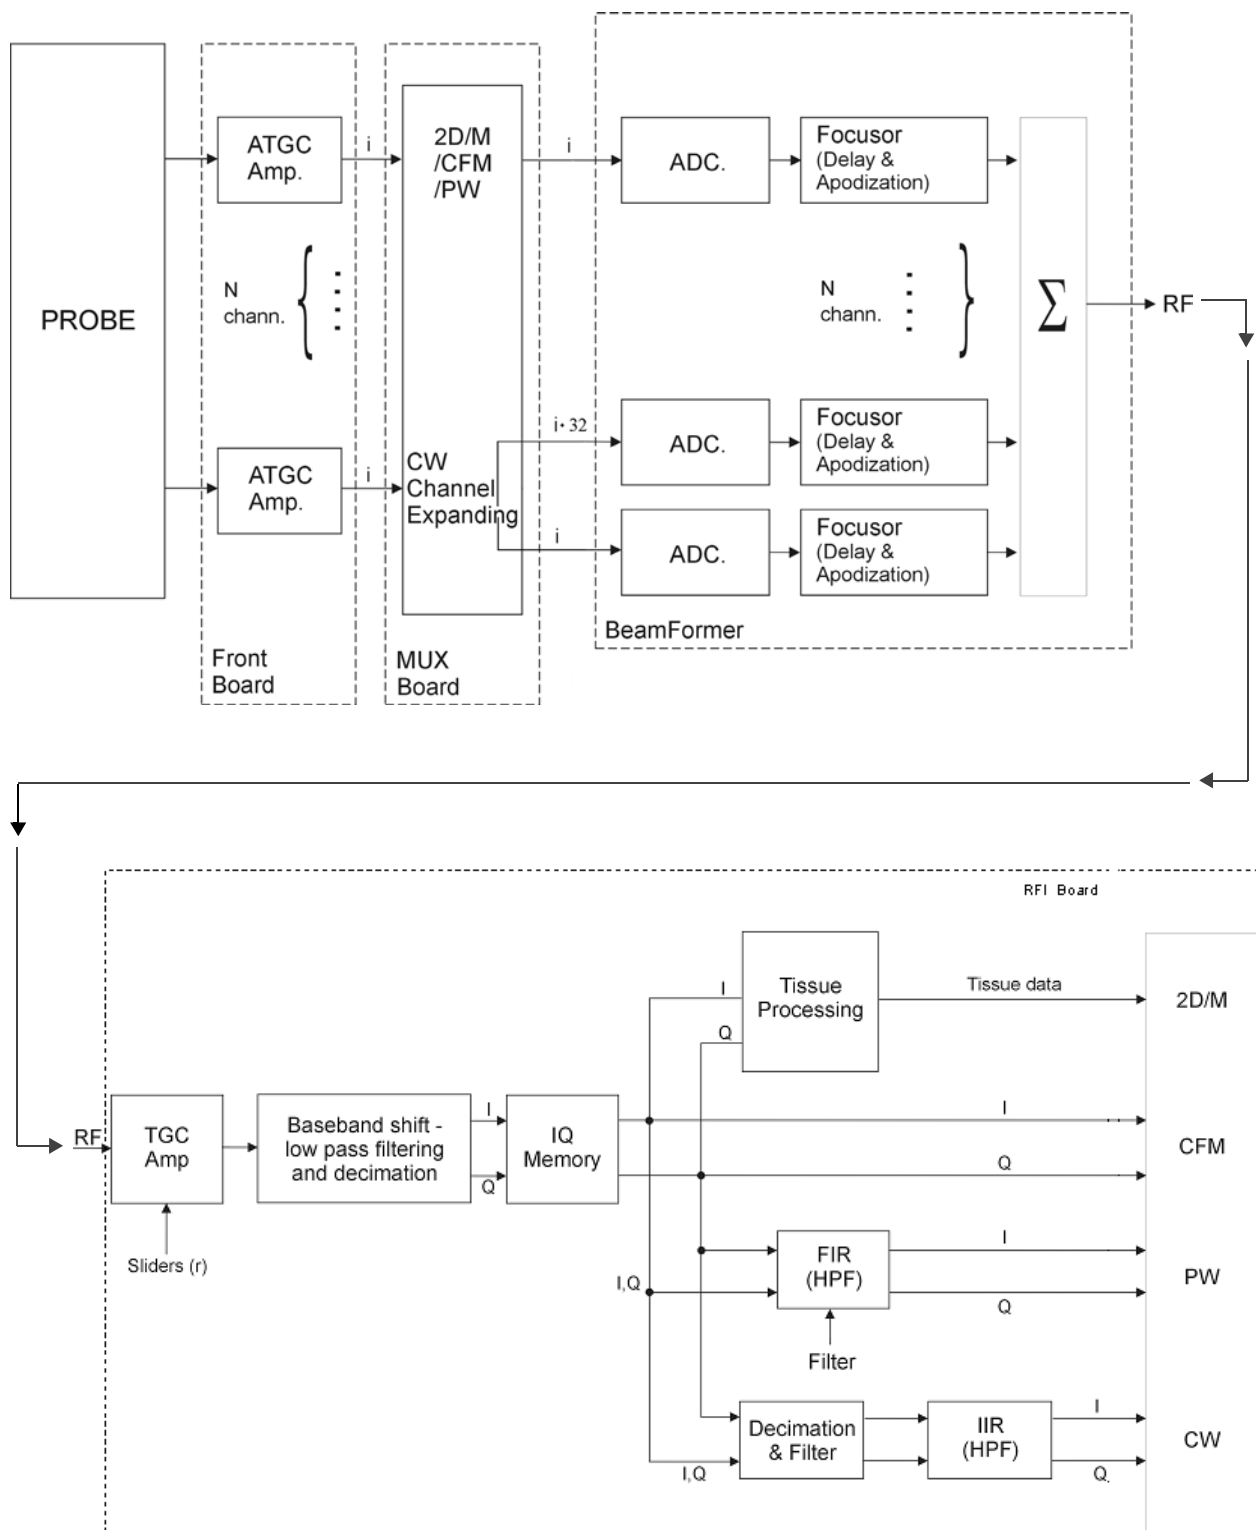 PROBE
ATGC
Amp.
i
N
chann.
ATGC
Amp.
i
Front
Board
2D/M
/CFM
/PW
CW
Channel
Expanding
MUX
Board
i
ADC.
Focusor
(Delay &
Apodization)
N
chann.
∑
RF
i· 32
ADC.
Focusor
(Delay &
Apodization)
i
ADC.
Focusor
(Delay &
Apodization)
BeamFormer
RFI Board
RF
TGC
Amp
Sliders (r)
Baseband shift -
low pass filtering
and decimation
I
Q
IQ
Memory
I
Q
Tissue
Processing
Tissue data
2D/M
I
Q
CFM
I,Q
FIR
(HPF)
Filter
I
Q
PW
I,Q
Decimation
& Filter
IIR
(HPF)
I
Q.
CW